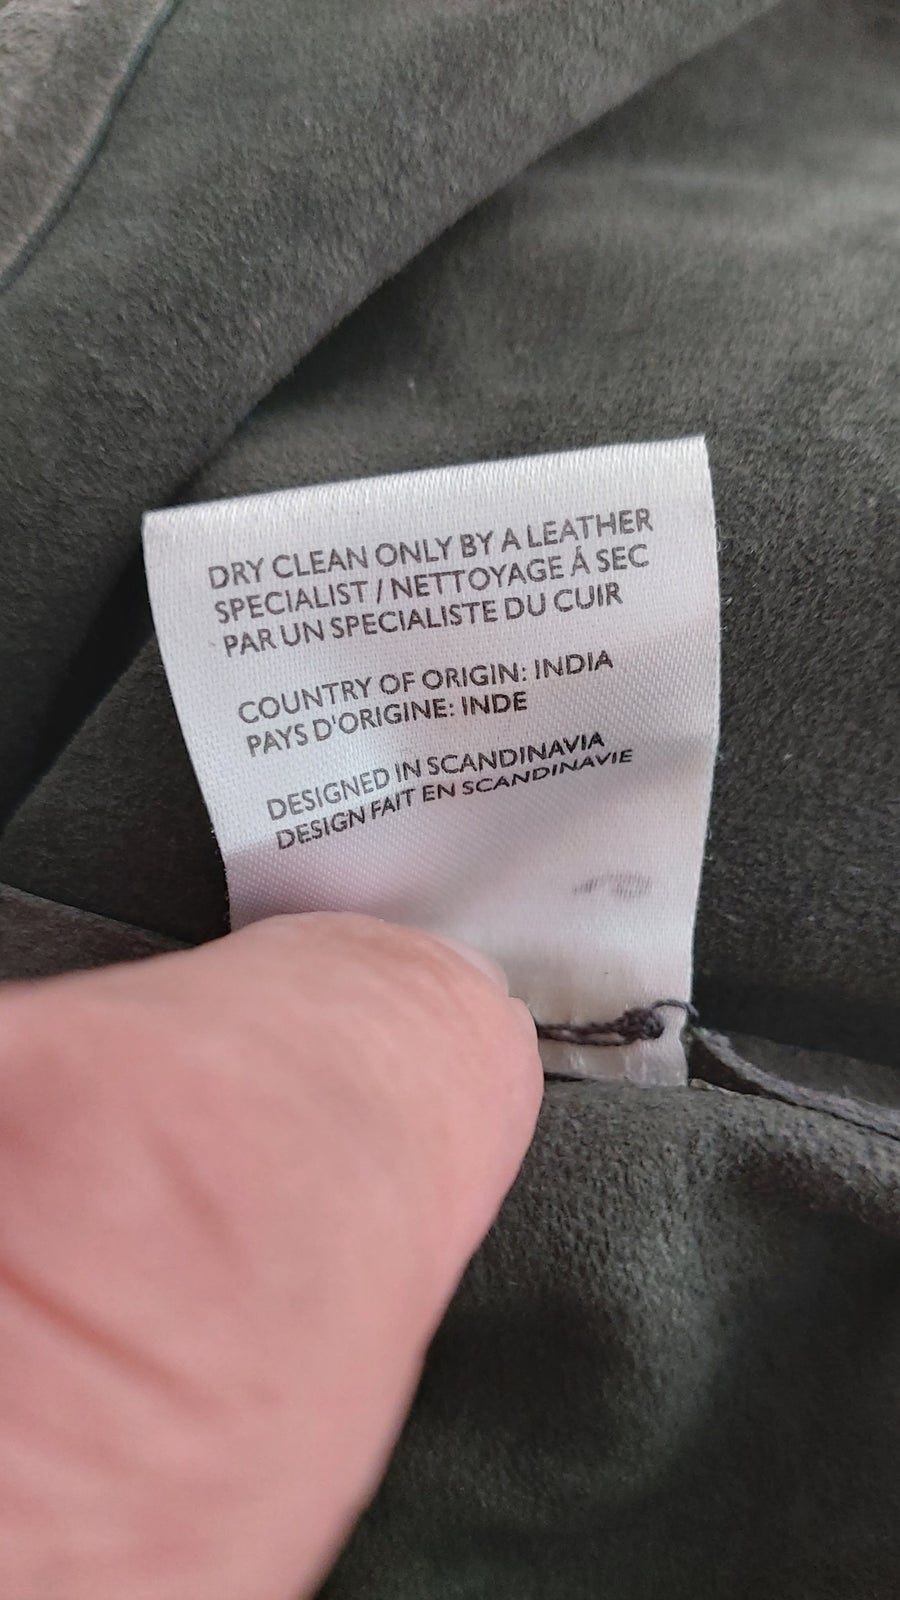 DRY CLEAN ONLY BY A LEATHER
SPECIALIST / NETTOYAGE Á SEC
PAR UN SPECIALISTE DU CUIR
COUNTRY OF ORIGIN: INDIA
PAYS D'ORIGINE: INDE
DESIGNED IN SCANDINAVIA
DESIGN FAIT EN SCANDINAVIE